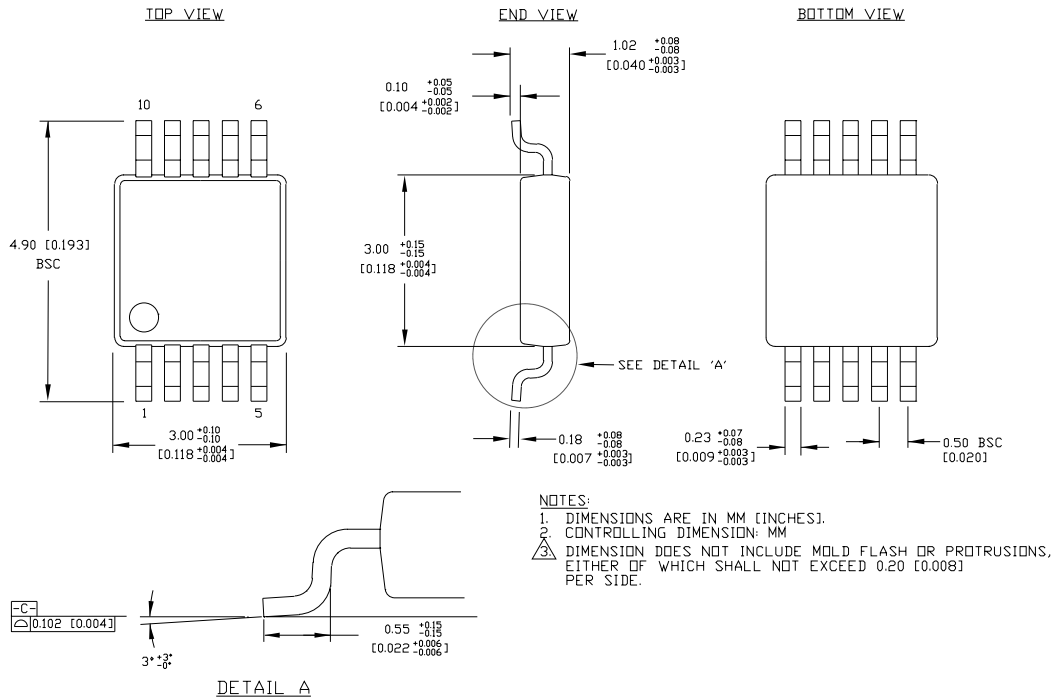 TOP VIEW
END VIEW
BOTTOM VIEW
1.02 +0.08 -0.08
[0.040 +0.003 -0.003]
0.10 +0.05 -0.05
[0.004 +0.002 -0.002]
10
6
4.90 [0.193]
BSC
3.00 +0.15 -0.15
[0.118 +0.004 -0.004]
SEE DETAIL 'A'
1
5
3.00 +0.10 -0.10
[0.118 +0.004 -0.004]
0.18 +0.08 -0.08
[0.007 +0.003 -0.003]
0.23 +0.07 -0.08
[0.009 +0.003 -0.003]
0.50 BSC
[0.020]
NOTES:
1. DIMENSIONS ARE IN MM [INCHES].
2. CONTROLLING DIMENSION: MM
3. DIMENSION DOES NOT INCLUDE MOLD FLASH OR PROTRUSIONS,
EITHER OF WHICH SHALL NOT EXCEED 0.20 [0.008]
PER SIDE.
-C-
0.102 [0.004]
3° +3° -0°
0.55 +0.15 -0.15
[0.022 +0.006 -0.006]
DETAIL A